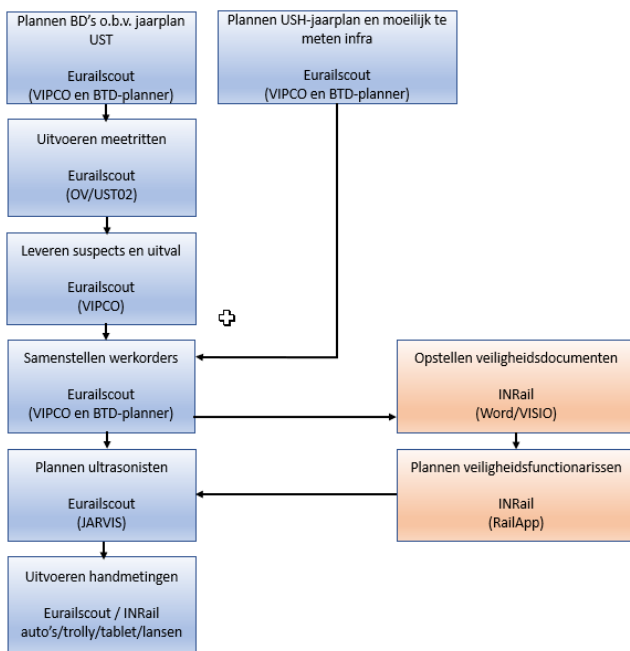 Plannen BD's o.b.v. jaarplan
UST
Eurailscout
(VIPCO en BTD-planner)
Plannen USH-jaarplan en moeilijk te
meten infra
Eurailscout
(VIPCO en BTD-planner)
Uitvoeren meetritten
Eurailscout
(OV/UST02)
Leveren suspects en uitval
Eurailscout
(VIPCO)
Samenstellen werkorders
Eurailscout
(VIPCO en BTD-planner)
Opstellen veiligheidsdocumenten
INRail
(Word/VISIO)
Plannen ultrasonisten
Eurailscout
(JARVIS)
Plannen veiligheidsfunctionarissen
INRail
(RailApp)
Uitvoeren handmetingen
Eurailscout / INRail
auto's/trolly/tablet/lansen